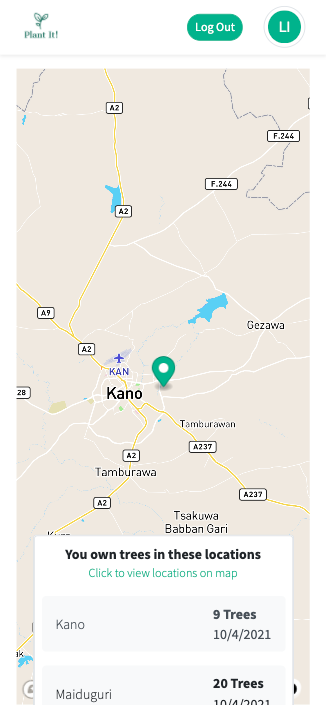 Plant It!
Log Out
LI
A2
F.244
F.244
A2
A9
Gezawa
A2
KAN
28
Kano
Tamburawan
A237
A2
Tamburawa
A237
A2
Tsakuwa
Babban Gari
You own trees in these locations
Click to view locations on map
Kano
9 Trees
10/4/2021
ak
Maiduguri
20 Trees
10/4/2021